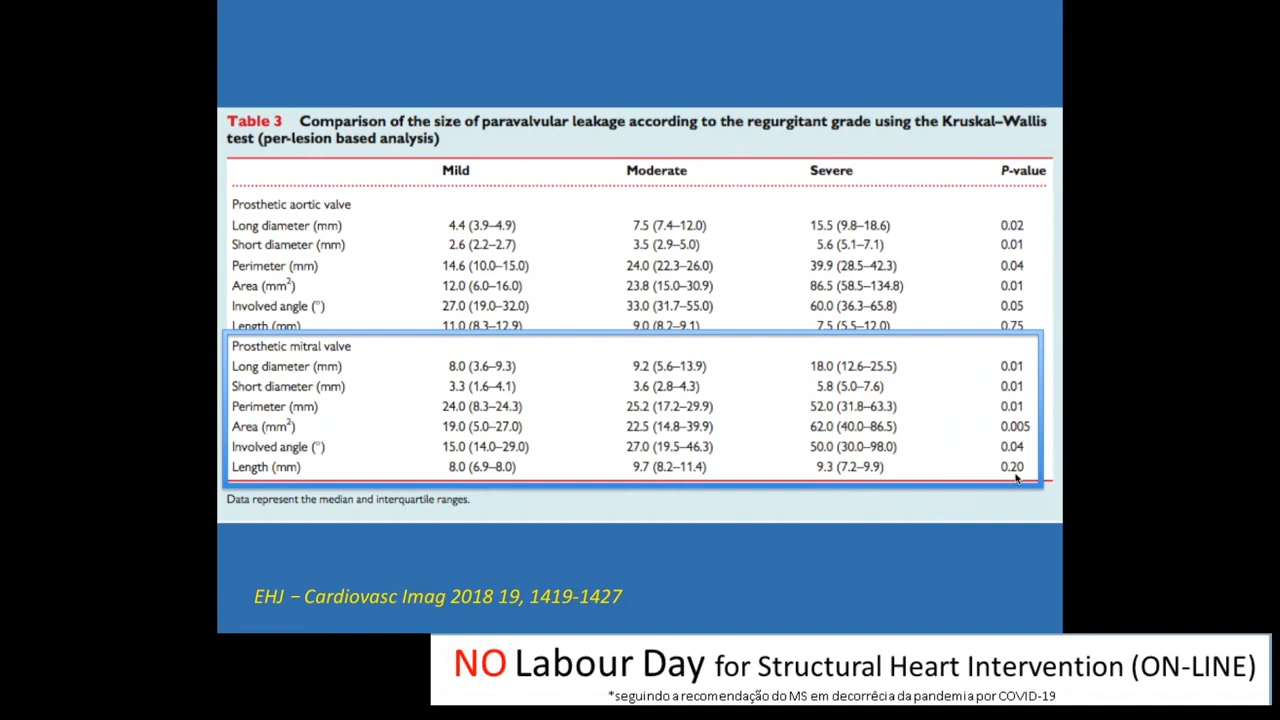 Table 3 Comparison of the size of paravalvular leakage according to the regurgitant grade using the Kruskal–Wallis
test (per-lesion based analysis)
Mild Moderate Severe P-value
Prosthetic aortic valve
Long diameter (mm) 4.4 (3.9–4.9) 7.5 (7.4–12.0) 15.5 (9.8–18.6) 0.02
Short diameter (mm) 2.6 (2.2–2.7) 3.5 (2.9–5.0) 5.6 (5.1–7.1) 0.01
Perimeter (mm) 14.6 (10.0–15.0) 24.0 (22.3–26.0) 39.9 (28.5–42.3) 0.04
Area (mm²) 12.0 (6.0–16.0) 23.8 (15.0–30.9) 86.5 (58.5–134.8) 0.01
Involved angle (°) 27.0 (19.0–32.0) 33.0 (31.7–55.0) 60.0 (36.3–65.8) 0.05
Length (mm) 11.0 (8.3–12.9) 9.0 (8.2–9.1) 7.5 (5.5–12.0) 0.75
Prosthetic mitral valve
Long diameter (mm) 8.0 (3.6–9.3) 9.2 (5.6–13.9) 18.0 (12.6–25.5) 0.01
Short diameter (mm) 3.3 (1.6–4.1) 3.6 (2.8–4.3) 5.8 (5.0–7.6) 0.01
Perimeter (mm) 24.0 (8.3–24.3) 25.2 (17.2–29.9) 52.0 (31.8–63.3) 0.01
Area (mm²) 19.0 (5.0–27.0) 22.5 (14.8–39.9) 62.0 (40.0–86.5) 0.005
Involved angle (°) 15.0 (14.0–29.0) 27.0 (19.5–46.3) 50.0 (30.0–98.0) 0.04
Length (mm) 8.0 (6.9–8.0) 9.7 (8.2–11.4) 9.3 (7.2–9.9) 0.20
Data represent the median and interquartile ranges.
EHJ – Cardiovasc Imag 2018 19, 1419-1427
NO Labour Day for Structural Heart Intervention (ON-LINE)
*seguindo a recomendação do MS em decorrêcia da pandemia por COVID-19